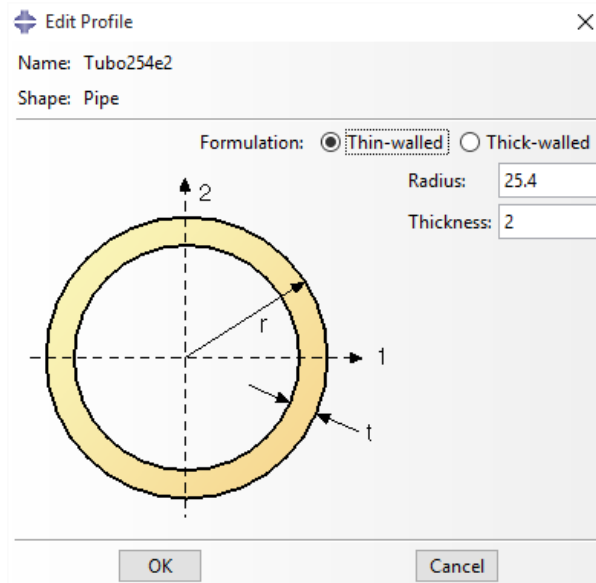 Edit Profile
Name: Tubo254e2
Shape: Pipe
Formulation: Thin-walled Thick-walled
Radius: 25.4
Thickness: 2
2
r
1
t
OK Cancel